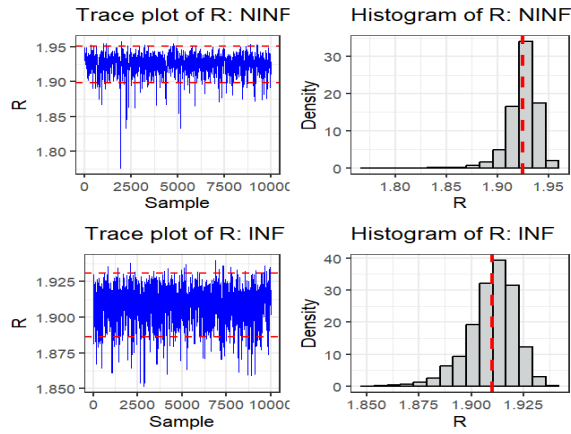 Trace plot of R: NINF
1.95
1.90
1.85
1.80
R
0 2500 5000 7500 10000
Sample
Histogram of R: NINF
30
20
10
0
Density
1.80 1.85 1.90 1.95
R
Trace plot of R: INF
1.925
1.900
1.875
1.850
R
0 2500 5000 7500 10000
Sample
Histogram of R: INF
40
30
20
10
0
Density
1.850 1.875 1.900 1.925
R